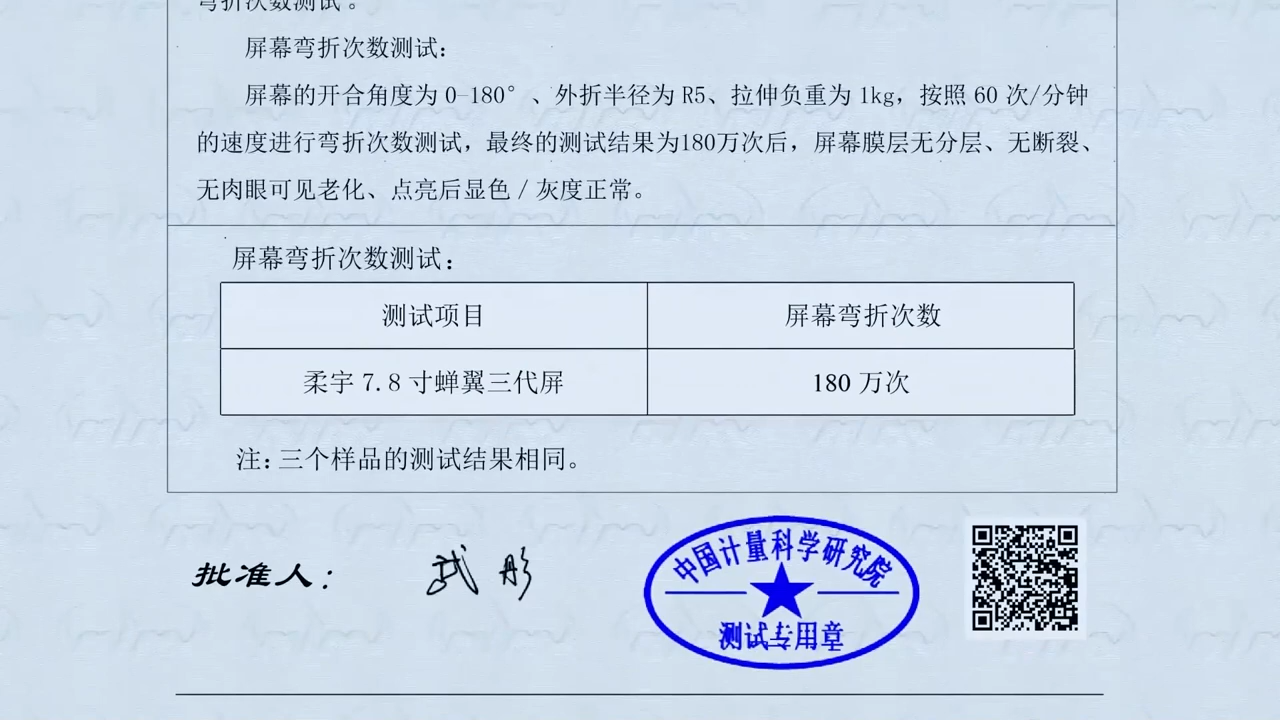 弯折次数测试。
屏幕弯折次数测试：
屏幕的开合角度为 0-180°、外折半径为 R5、拉伸负重为 1kg，按照 60 次/分钟
的速度进行弯折次数测试，最终的测试结果为180万次后，屏幕膜层无分层、无断裂、
无肉眼可见老化、点亮后显色 / 灰度正常。
屏幕弯折次数测试：
测试项目 屏幕弯折次数
柔宇 7.8 寸蝉翼三代屏 180 万次
注：三个样品的测试结果相同。
批准人： 武彤
中国计量科学研究院
测试专用章